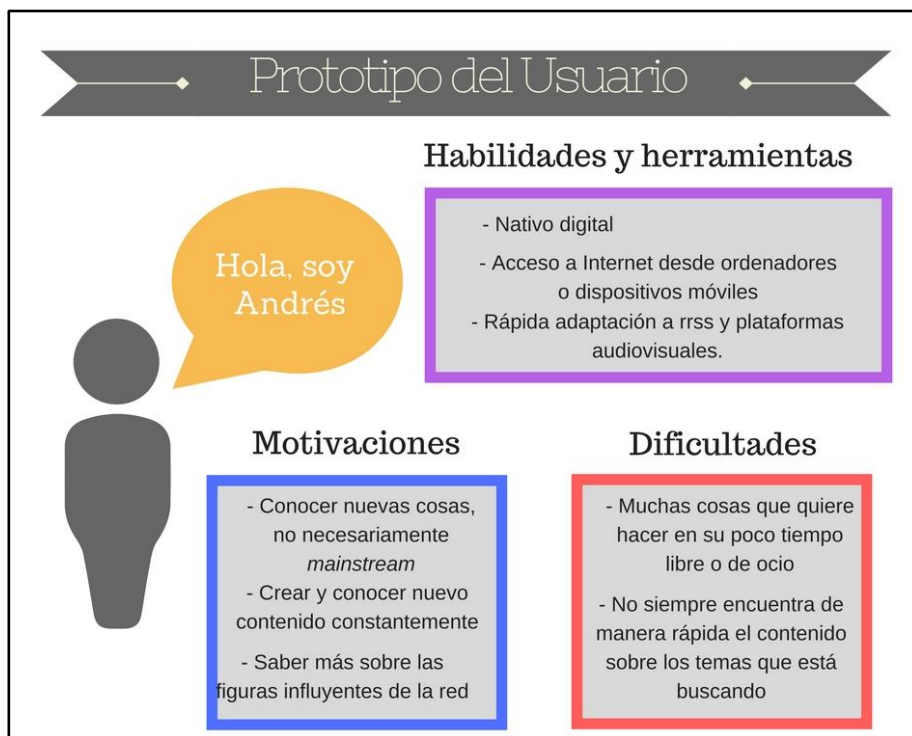 Prototipo del Usuario
Habilidades y herramientas
- Nativo digital
- Acceso a Internet desde ordenadores
o dispositivos móviles
- Rápida adaptación a rrss y plataformas
audiovisuales.
Hola, soy
Andrés
Motivaciones
- Conocer nuevas cosas,
no necesariamente
mainstream
- Crear y conocer nuevo
contenido constantemente
- Saber más sobre las
figuras influyentes de la red
Dificultades
- Muchas cosas que quiere
hacer en su poco tiempo
libre o de ocio
- No siempre encuentra de
manera rápida el contenido
sobre los temas que está
buscando